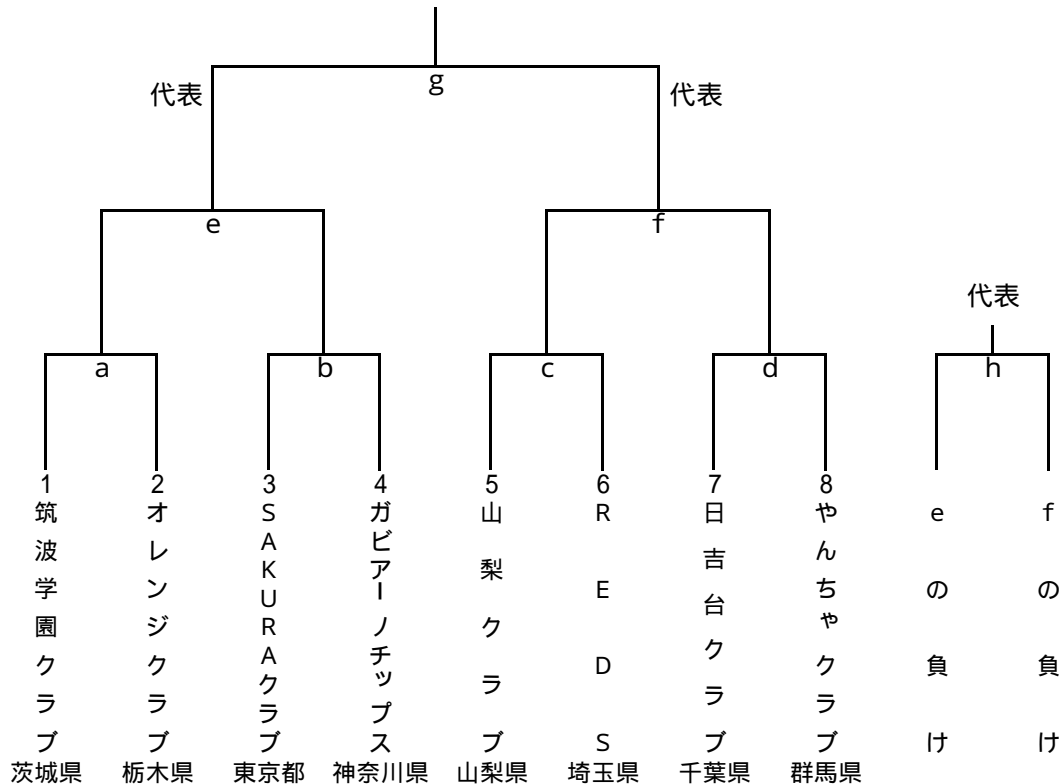 g
代表
代表
e
f
代表
a
b
c
d
h
1
2
3
4
5
6
7
8
筑波学園クラブ
オレンジクラブ
SAKURAクラブ
ガビアーノチップス
山梨クラブ
REDS
日吉台クラブ
やんちゃクラブ
eの負け
fの負け
茨城県
栃木県
東京都
神奈川県
山梨県
埼玉県
千葉県
群馬県